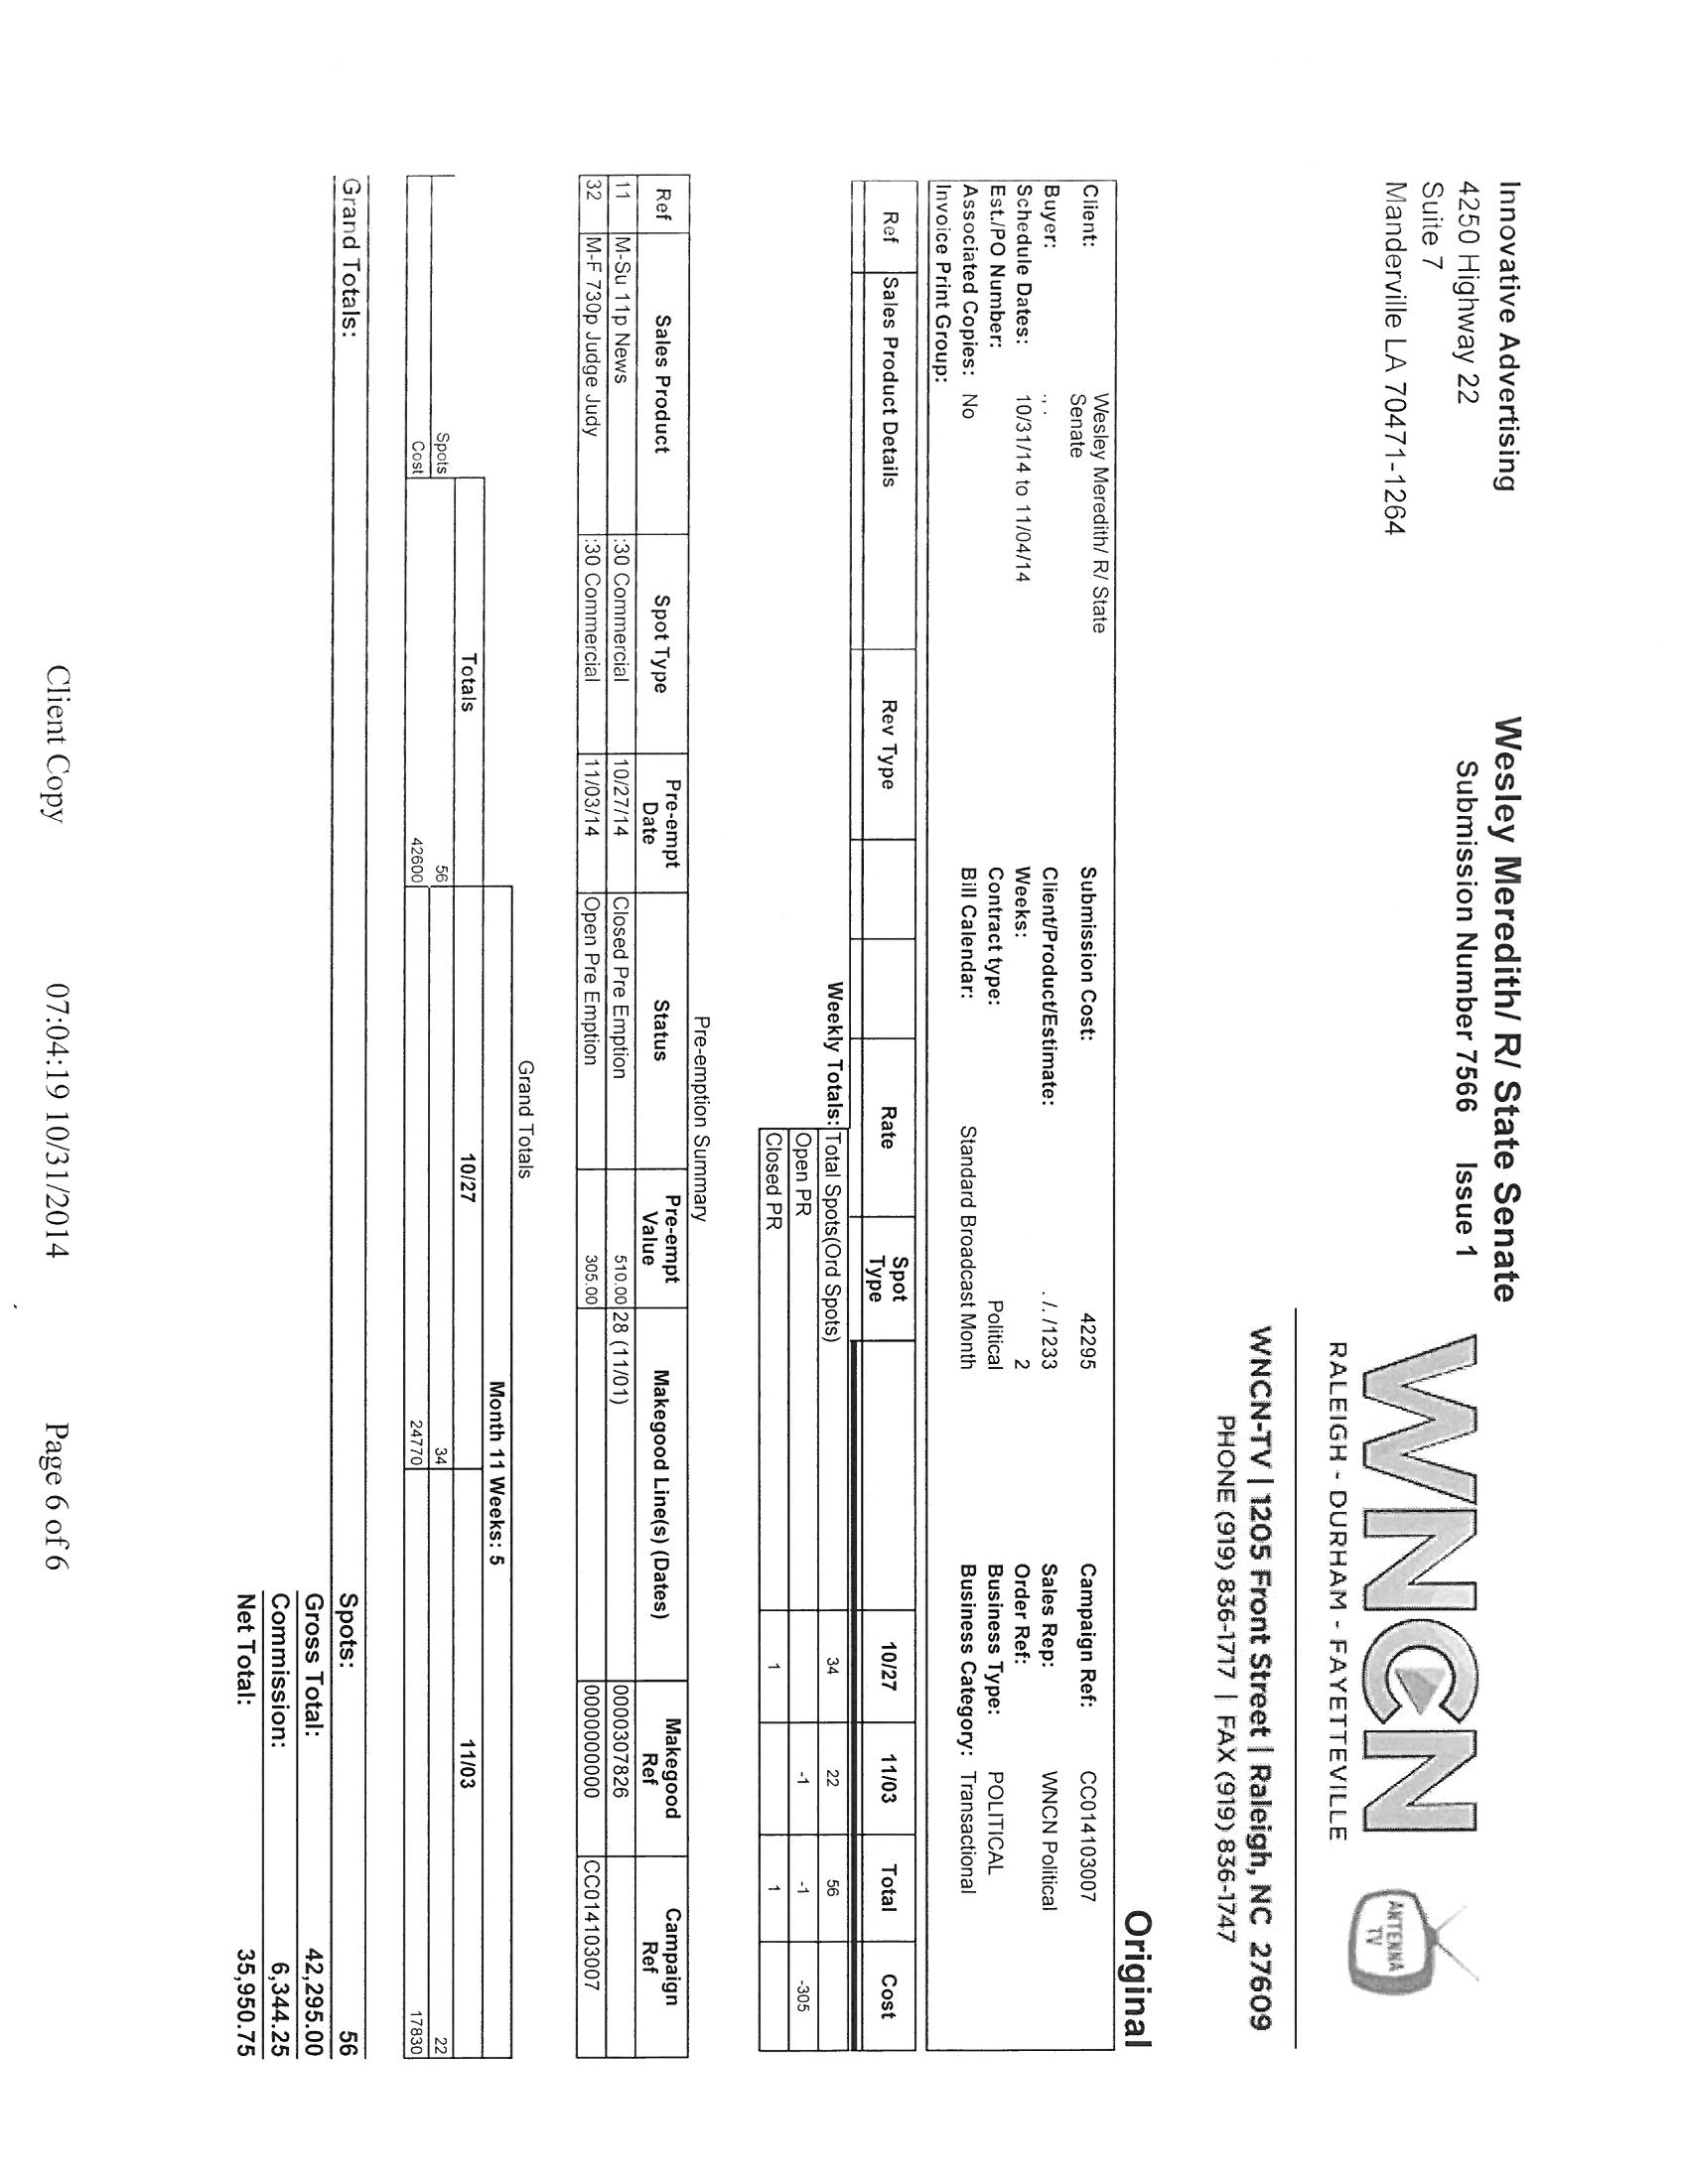 Innovative Advertising
4250 Highway 22
Suite 7
Manderville LA 70471-1264
Wesley Meredith/ R/ State Senate
Submission Number 7566 Issue 1
WNCN
RALEIGH - DURHAM - FAYETTEVILLE
ANTENNA
TV
WNCN-TV | 1205 Front Street | Raleigh, NC 27609
PHONE (919) 836-1717 | FAX (919) 836-1747
Original
Client: Wesley Meredith/ R/ State Senate Submission Cost: 42295 Campaign Ref: CC014103007
Buyer: ., . Client/Product/Estimate: . /. /1233 Sales Rep: WNCN Political
Schedule Dates: 10/31/14 to 11/04/14 Weeks: 2 Order Ref:
Est./PO Number: Contract type: Political Business Type: POLITICAL
Associated Copies: No Bill Calendar: Standard Broadcast Month Business Category: Transactional
Invoice Print Group:
Ref Sales Product Details Rev Type Rate Spot Type 10/27 11/03 Total Cost
Weekly Totals: Total Spots(Ord Spots) 34 22 56
Open PR -1 -1 -305
Closed PR 1 1
Pre-emption Summary
Ref Sales Product Spot Type Pre-empt Date Status Pre-empt Value Makegood Line(s) (Dates) Makegood Ref Campaign Ref
11 M-Su 11p News :30 Commercial 10/27/14 Closed Pre Emption 510.00 28 (11/01) 0000307826
32 M-F 730p Judge Judy :30 Commercial 11/03/14 Open Pre Emption 305.00 0000000000 CC014103007
Grand Totals
Month 11 Weeks: 5
Totals 10/27 11/03
Spots 56 34 22
Cost 42600 24770 17830
Grand Totals: Spots: 56
Gross Total: 42,295.00
Commission: 6,344.25
Net Total: 35,950.75
Client Copy 07:04:19 10/31/2014 Page 6 of 6